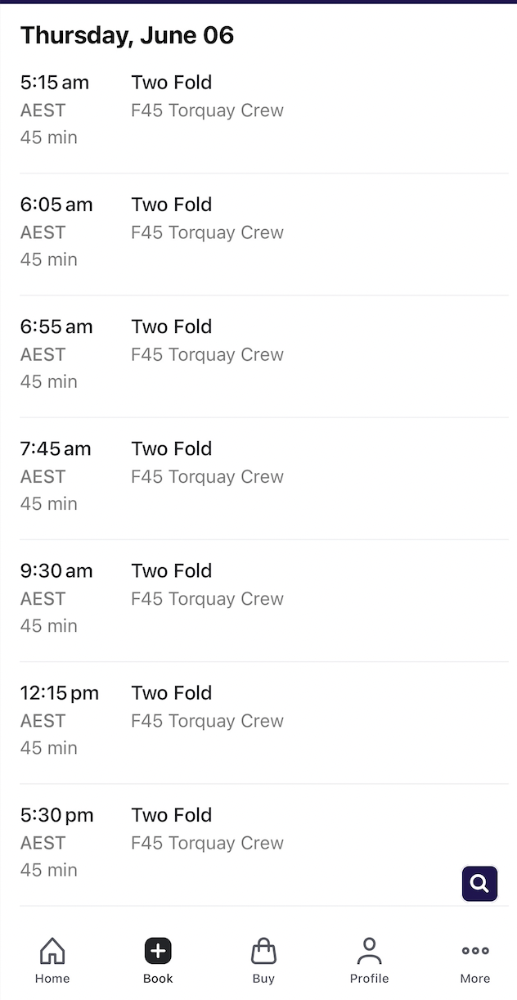 Thursday, June 06
5:15 am Two Fold
AEST F45 Torquay Crew
45 min
6:05 am Two Fold
AEST F45 Torquay Crew
45 min
6:55 am Two Fold
AEST F45 Torquay Crew
45 min
7:45 am Two Fold
AEST F45 Torquay Crew
45 min
9:30 am Two Fold
AEST F45 Torquay Crew
45 min
12:15 pm Two Fold
AEST F45 Torquay Crew
45 min
5:30 pm Two Fold
AEST F45 Torquay Crew
45 min
Home Book Buy Profile More